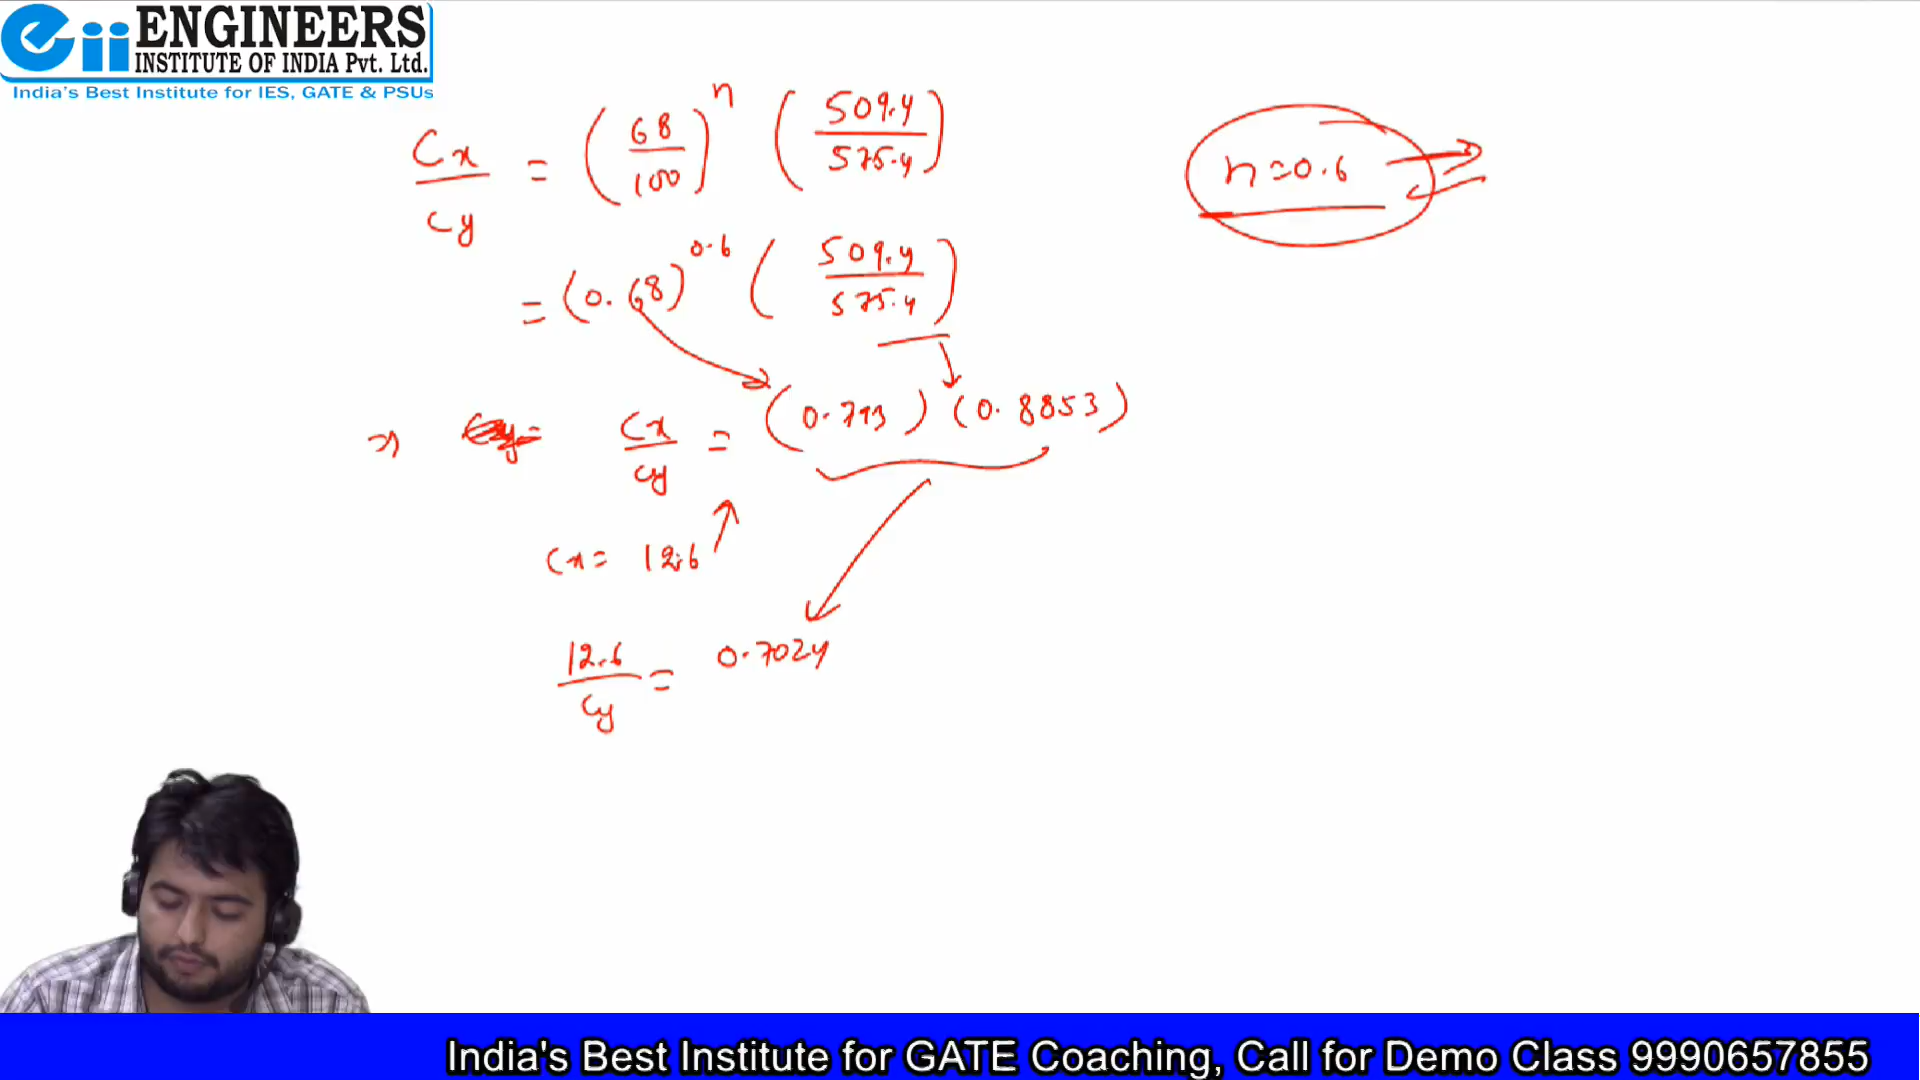 eii ENGINEERS
INSTITUTE OF INDIA Pvt. Ltd.
India's Best Institute for IES, GATE & PSUs
Cx/Cy = (68/100)^n (509.4/575.4)
n=0.6
= (0.68)^0.6 (509.4/575.4)
⇒ Cx/Cy = (0.793) (0.8853)
Cx = 12.6
12.6/Cy = 0.7024
India's Best Institute for GATE Coaching, Call for Demo Class 9990657855